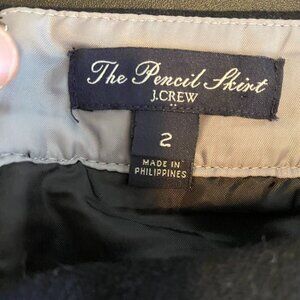 The Pencil Skirt
J.CREW
2
MADE IN
PHILIPPINES